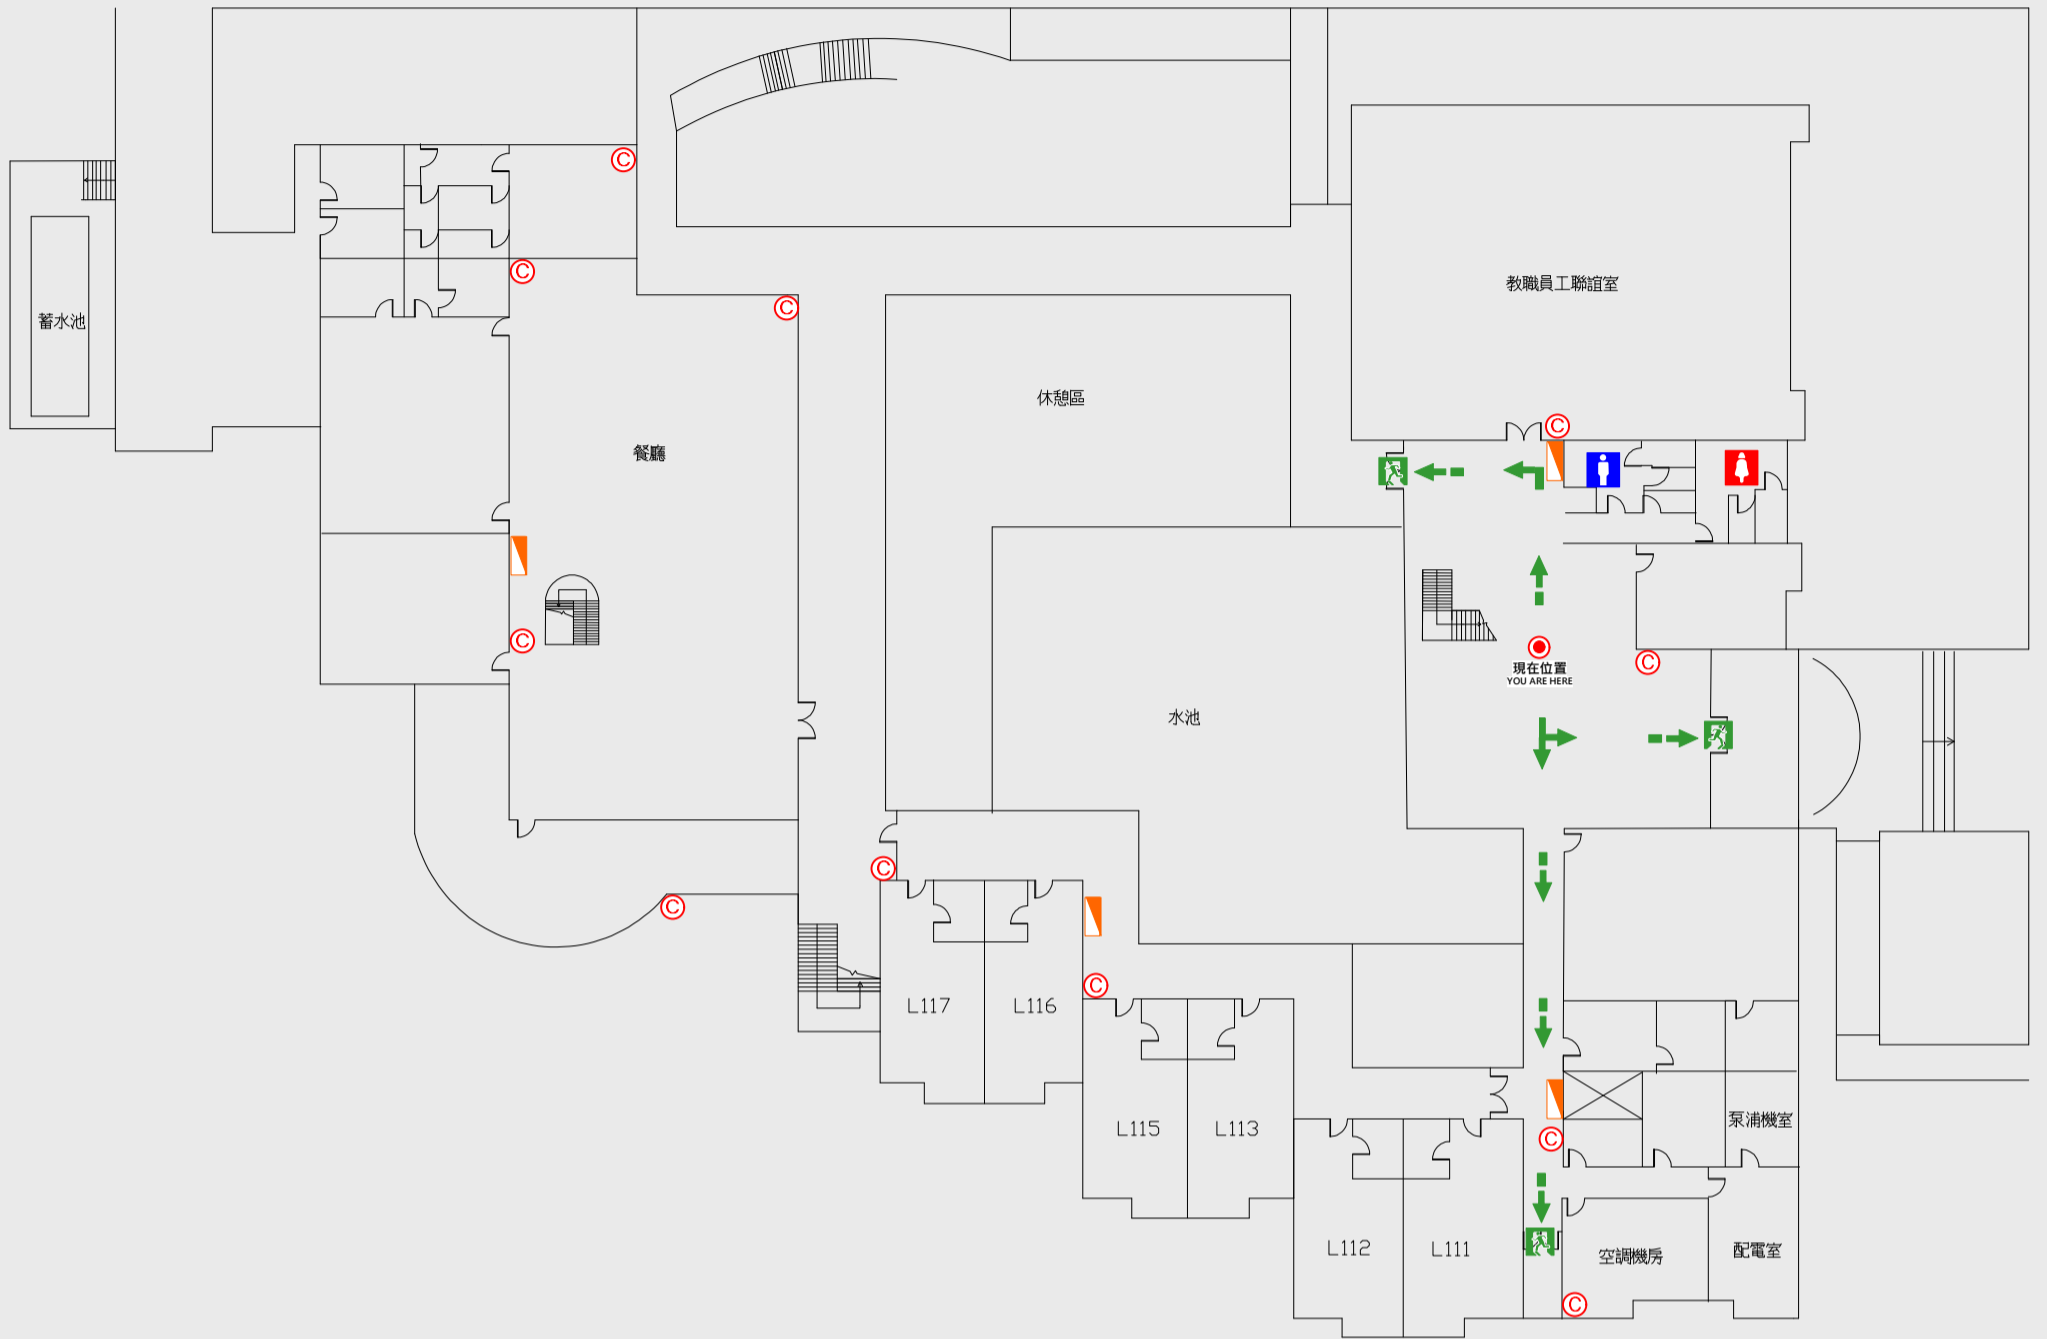 教職員工聯誼室
蓄水池
休憩區
餐廳
現在位置
YOU ARE HERE
水池
L117
L116
L115
L113
泵浦機室
L112
L111
空調機房
配電室
C
C
C
C
C
C
C
C
C
C
C
C